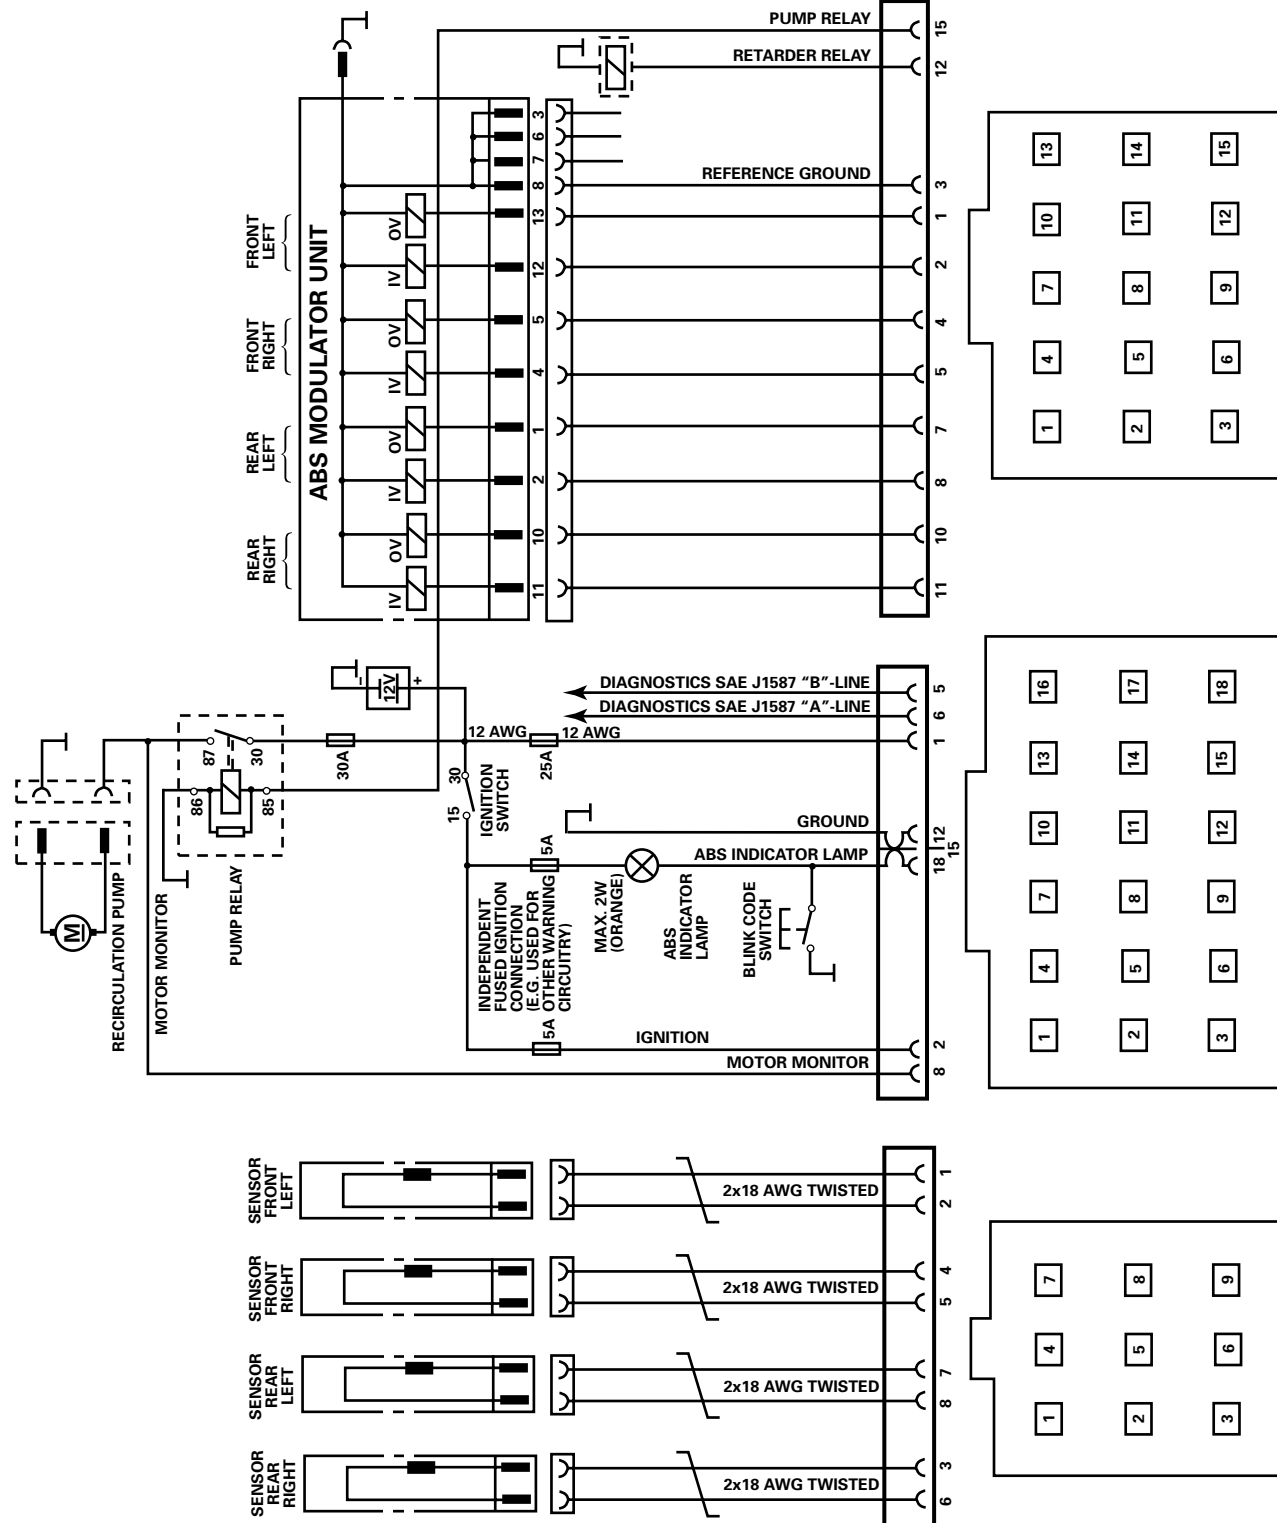 PUMP RELAY
15
RETARDER RELAY
12
3
6
7
REFERENCE GROUND
8
3
FRONT
LEFT
OV
13
1
IV
12
2
FRONT
RIGHT
OV
5
4
IV
4
5
REAR
LEFT
OV
1
7
IV
2
8
REAR
RIGHT
OV
10
10
IV
11
11
ABS MODULATOR UNIT
13
14
15
10
11
12
7
8
9
4
5
6
1
2
3
–
12V
+
DIAGNOSTICS SAE J1587 “B”-LINE
5
DIAGNOSTICS SAE J1587 “A”-LINE
6
12 AWG
12 AWG
1
87
30
30A
25A
86
85
30
15
IGNITION
SWITCH
GROUND
12
15
ABS INDICATOR LAMP
18
5A
M
RECIRCULATION PUMP
MOTOR MONITOR
PUMP RELAY
INDEPENDENT
FUSED IGNITION
CONNECTION
(E.G. USED FOR
OTHER WARNING
CIRCUITRY)
MAX. 2W
(ORANGE)
ABS
INDICATOR
LAMP
BLINK CODE
SWITCH
5A
IGNITION
2
MOTOR MONITOR
8
16
17
18
13
14
15
10
11
12
7
8
9
4
5
6
1
2
3
SENSOR
FRONT
LEFT
2x18 AWG TWISTED
1
2
SENSOR
FRONT
RIGHT
2x18 AWG TWISTED
4
5
SENSOR
REAR
LEFT
2x18 AWG TWISTED
7
8
SENSOR
REAR
RIGHT
2x18 AWG TWISTED
3
6
7
8
9
4
5
6
1
2
3